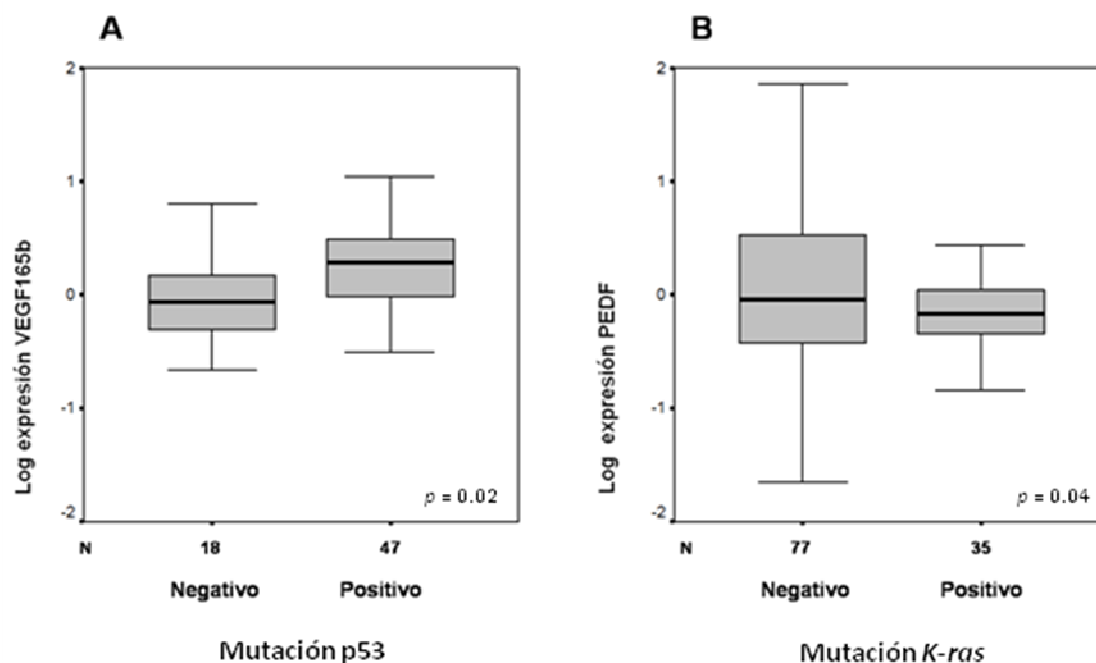 A
2
1
0
-1
-2
Log expresión VEGF165b
p = 0.02
N 18 47
Negativo Positivo
Mutación p53
B
2
1
0
-1
-2
Log expresión PEDF
p = 0.04
N 77 35
Negativo Positivo
Mutación K-ras